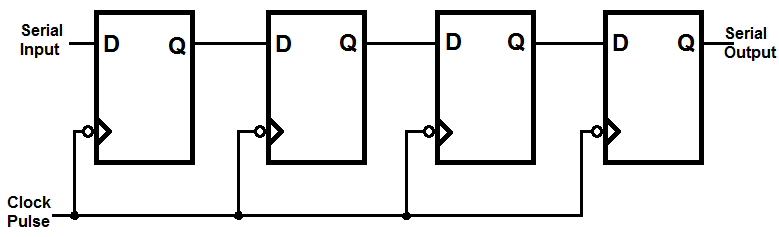 Serial
Input
D Q
D Q
D Q
D Q
Serial
Output
Clock
Pulse